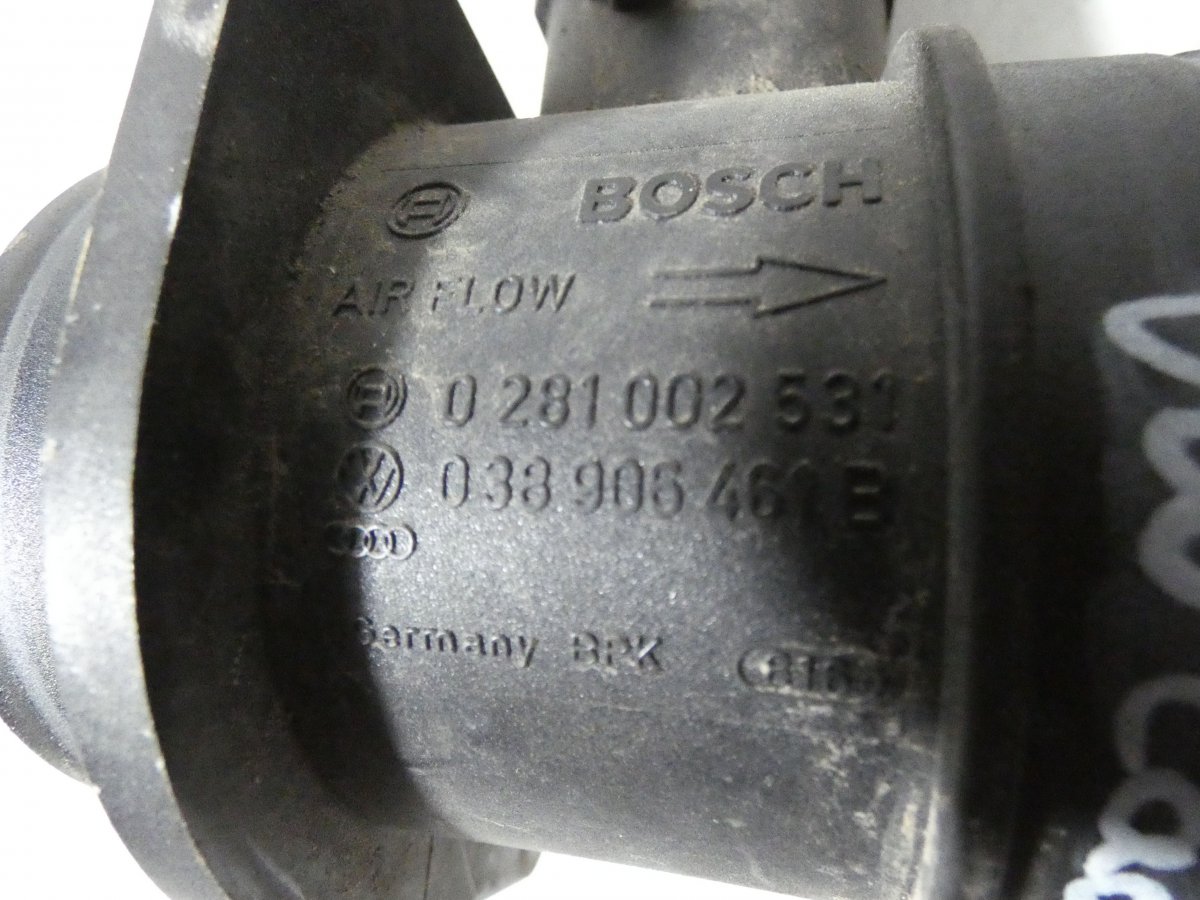 BOSCH
AIR FLOW
0 281 002 531
038 906 461 B
Germany BPK